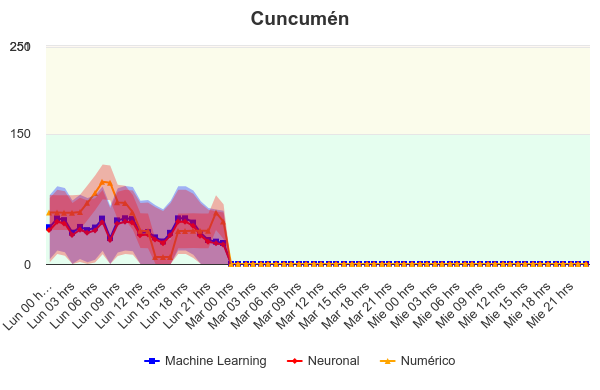 Cuncumén
250
251
150
0
Lun 00 h...
Lun 03 hrs
Lun 06 hrs
Lun 09 hrs
Lun 12 hrs
Lun 15 hrs
Lun 18 hrs
Lun 21 hrs
Mar 00 hrs
Mar 03 hrs
Mar 06 hrs
Mar 09 hrs
Mar 12 hrs
Mar 15 hrs
Mar 18 hrs
Mar 21 hrs
Mie 00 hrs
Mie 03 hrs
Mie 06 hrs
Mie 09 hrs
Mie 12 hrs
Mie 15 hrs
Mie 18 hrs
Mie 21 hrs
Machine Learning Neuronal Numérico